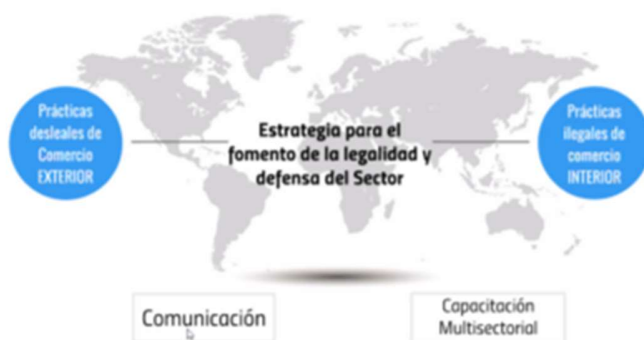 Prácticas
desleales de
Comercio
EXTERIOR
Estrategia para el
fomento de la legalidad y
defensa del Sector
Prácticas
ilegales de
comercio
INTERIOR
Comunicación
Capacitación
Multisectorial